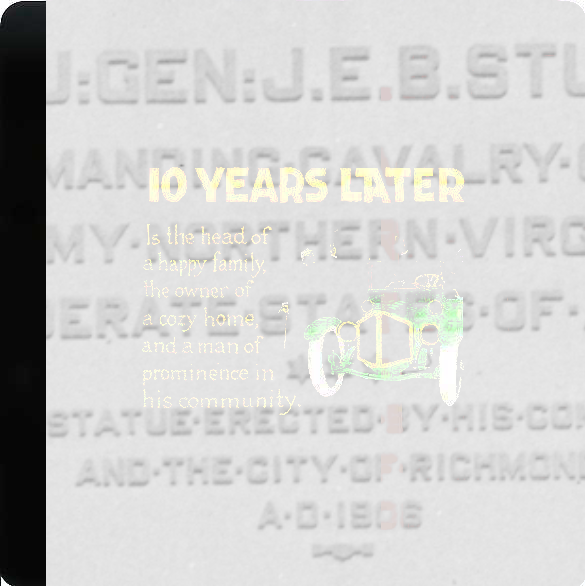 J:GEN:J.E.B.STU
MANDING CAVALRY·
10 YEARS LATER
MY· NORTHERN·VIRG
Is the head of
a happy family,
the owner of
a cozy home,
and a man of
prominence in
his community.
DERATE STATES·OF·
STATUE·ERECTED·BY·HIS·COM
AND·THE·CITY·OF·RICHMOND
A·D·1906